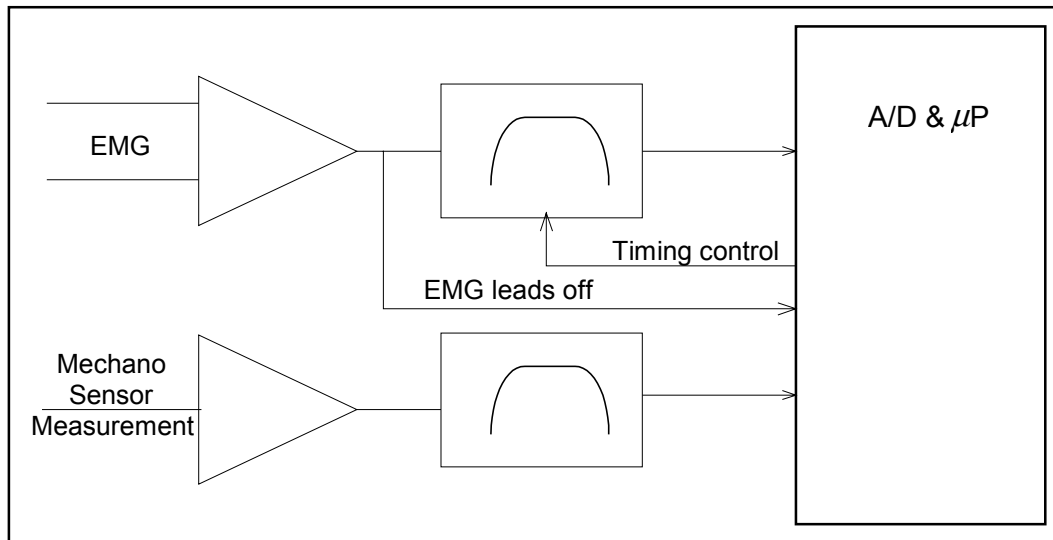 EMG
A/D & μP
Timing control
EMG leads off
Mechano
Sensor
Measurement